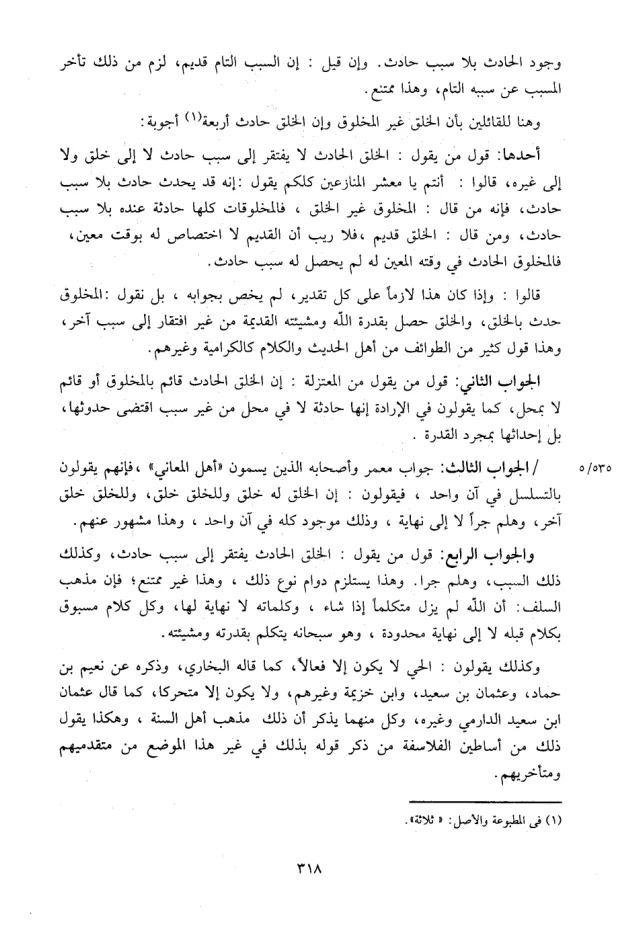 وجود الحادث بلا سبب حادث. وإن قيل : إن السبب التام قديم، لزم من ذلك تأخر
المسبب عن سببه التام، وهذا ممتنع.
وهنا للقائلين بأن الخلق غير المخلوق وإن الخلق حادث أربعة(١) أجوبة:
أحدها: قول من يقول : الخلق الحادث لا يفتقر إلى سبب حادث لا إلى خلق ولا
إلى غيره، قالوا : أنتم يا معشر المنازعين كلكم يقول :إنه قد يحدث حادث بلا سبب
حادث، فإنه من قال : المخلوق غير الخلق ، فالمخلوقات كلها حادثة عنده بلا سبب
حادث، ومن قال : الخلق قديم ،فلا ريب أن القديم لا اختصاص له بوقت معين،
فالمخلوق الحادث في وقته المعين له لم يحصل له سبب حادث.
قالوا : وإذا كان هذا لازماً على كل تقدير، لم يخص بجوابه ، بل نقول :المخلوق
حدث بالخلق، والخلق حصل بقدرة الله ومشيئته القديمة من غير افتقار إلى سبب آخر،
وهذا قول كثير من الطوائف من أهل الحديث والكلام كالكرامية وغيرهم.
الجواب الثاني: قول من يقول من المعتزلة : إن الخلق الحادث قائم بالمخلوق أو قائم
لا بمحل، كما يقولون في الإرادة إنها حادثة لا في محل من غير سبب اقتضى حدوثها،
بل إحداثها بمجرد القدرة .
٥/٥٣٥ / الجواب الثالث: جواب معمر وأصحابه الذين يسمون «أهل المعاني» ،فإنهم يقولون
بالتسلسل في آن واحد ، فيقولون : إن الخلق له خلق وللخلق خلق، وللخلق خلق
آخر، وهلم جراً لا إلى نهاية ، وذلك موجود كله في آن واحد ، وهذا مشهور عنهم.
والجواب الرابع: قول من يقول : الخلق الحادث يفتقر إلى سبب حادث، وكذلك
ذلك السبب، وهلم جرا. وهذا يستلزم دوام نوع ذلك ، وهذا غير ممتنع؛ فإن مذهب
السلف: أن الله لم يزل متكلماً إذا شاء ، وكلماته لا نهاية لها، وكل كلام مسبوق
بكلام قبله لا إلى نهاية محدودة ، وهو سبحانه يتكلم بقدرته ومشيئته.
وكذلك يقولون : الحي لا يكون إلا فعالاً، كما قاله البخاري، وذكره عن نعيم بن
حماد، وعثمان بن سعيد، وابن خزيمة وغيرهم، ولا يكون إلا متحركا، كما قال عثمان
ابن سعيد الدارمي وغيره، وكل منهما يذكر أن ذلك مذهب أهل السنة ، وهكذا يقول
ذلك من أساطين الفلاسفة من ذكر قوله بذلك في غير هذا الموضع من متقدميهم
ومتأخريهم.
(١) فى المطبوعة والأصل: « ثلاثة».
٣١٨